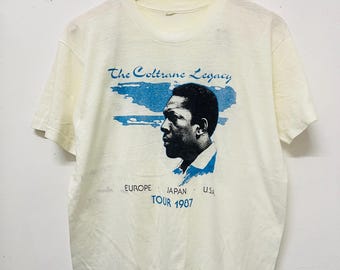 The Coltrane Legacy
EUROPE JAPAN U.S.
TOUR 1987